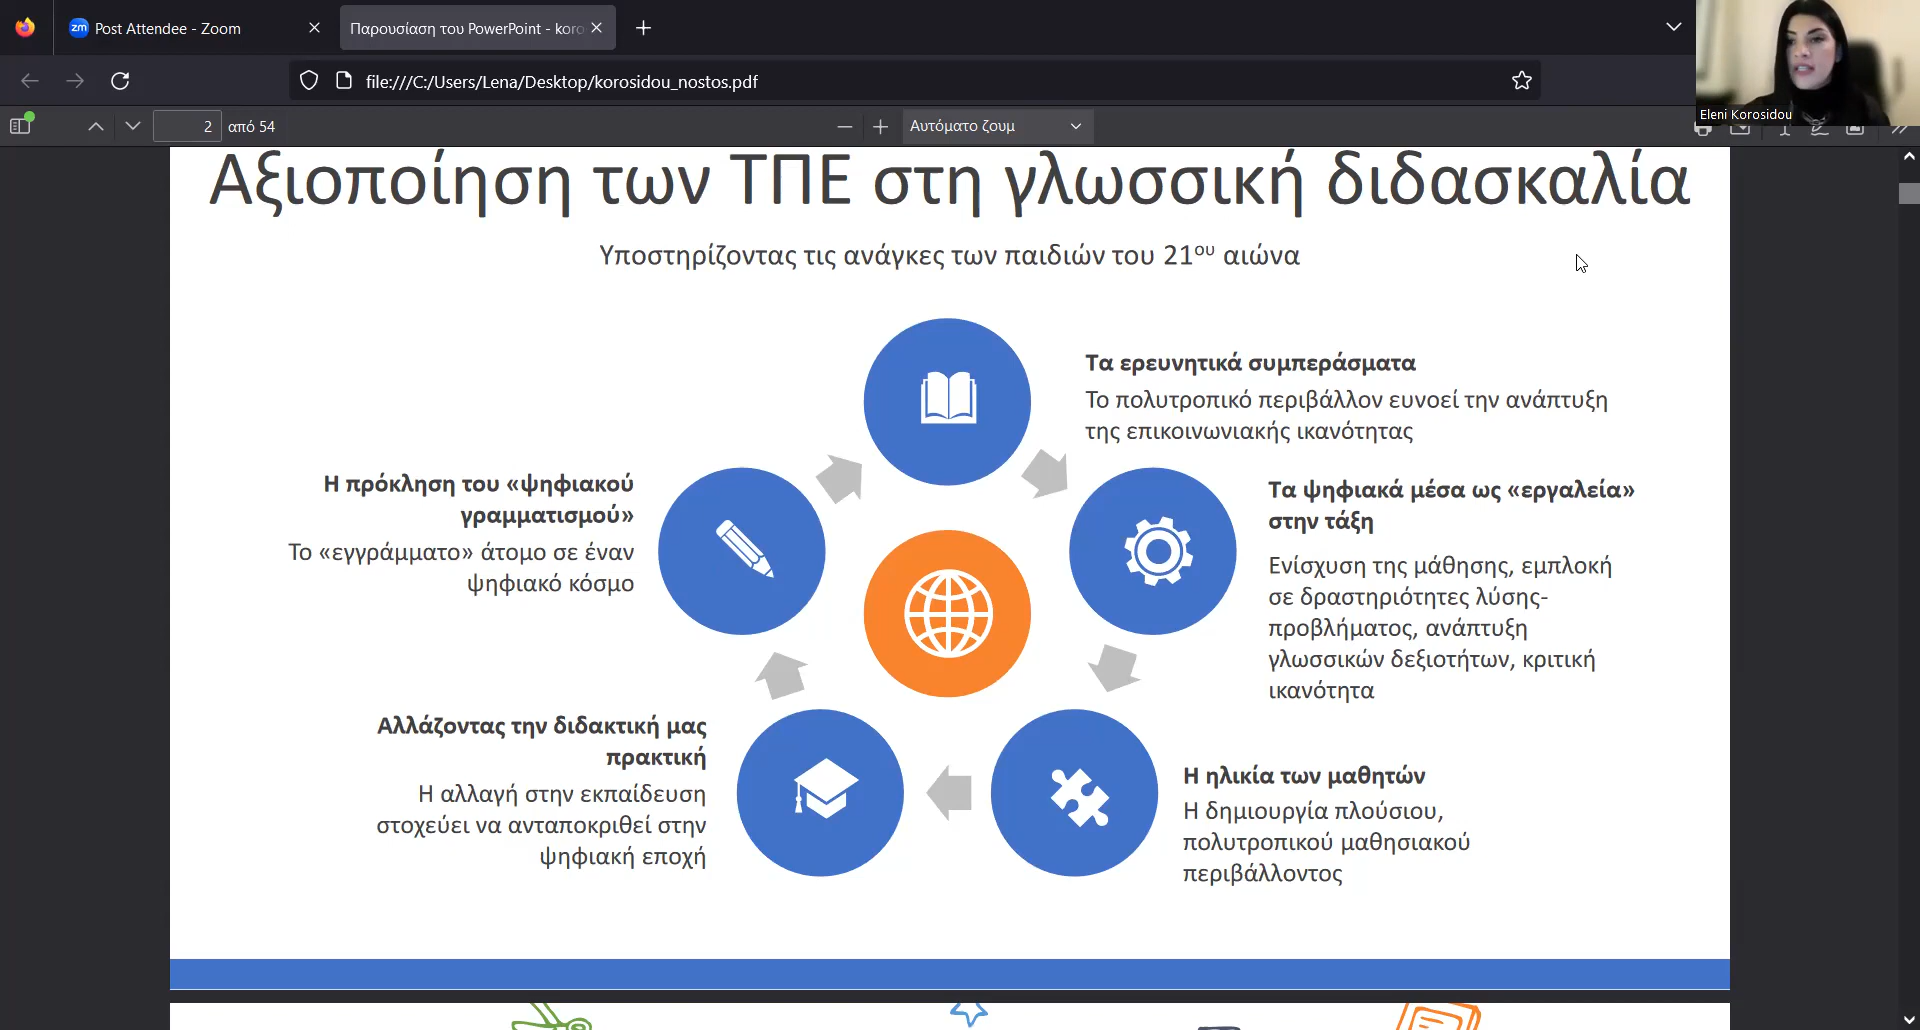 Post Attendee - Zoom
Παρουσίαση του PowerPoint - koro
file:///C:/Users/Lena/Desktop/korosidou_nostos.pdf
Eleni Korosidou
2 από 54
Αυτόματο ζουμ
Αξιοποίηση των ΤΠΕ στη γλωσσική διδασκαλία
Υποστηρίζοντας τις ανάγκες των παιδιών του 21ου αιώνα
Τα ερευνητικά συμπεράσματα
Το πολυτροπικό περιβάλλον ευνοεί την ανάπτυξη
της επικοινωνιακής ικανότητας
Τα ψηφιακά μέσα ως «εργαλεία»
στην τάξη
Ενίσχυση της μάθησης, εμπλοκή
σε δραστηριότητες λύσης-
προβλήματος, ανάπτυξη
γλωσσικών δεξιοτήτων, κριτική
ικανότητα
Η ηλικία των μαθητών
Η δημιουργία πλούσιου,
πολυτροπικού μαθησιακού
περιβάλλοντος
Αλλάζοντας την διδακτική μας
πρακτική
Η αλλαγή στην εκπαίδευση
στοχεύει να ανταποκριθεί στην
ψηφιακή εποχή
Η πρόκληση του «ψηφιακού
γραμματισμού»
Το «εγγράμματο» άτομο σε έναν
ψηφιακό κόσμο